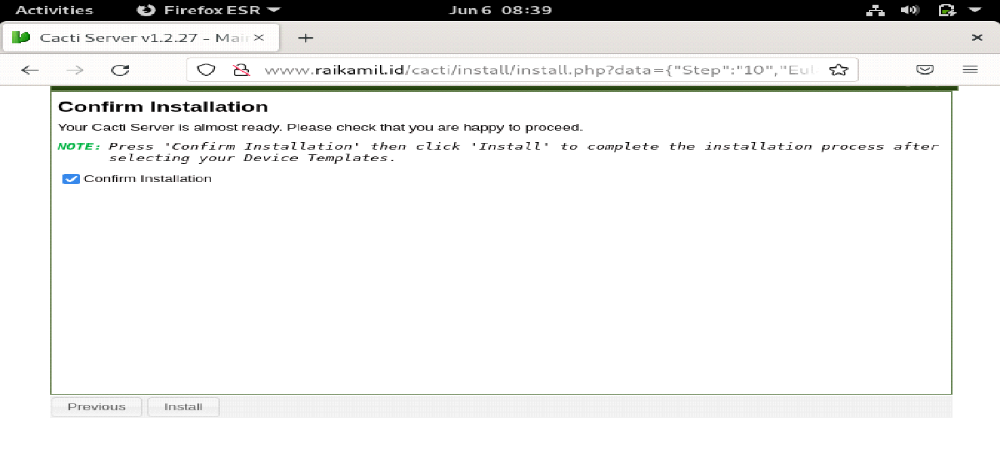 Activities Firefox ESR Jun 6 08:39
Cacti Server v1.2.27 - Mair
www.raikamil.id/cacti/install/install.php?data={"Step":"10","Eul
Confirm Installation
Your Cacti Server is almost ready. Please check that you are happy to proceed.
NOTE: Press 'Confirm Installation' then click 'Install' to complete the installation process after
selecting your Device Templates.
Confirm Installation
Previous Install